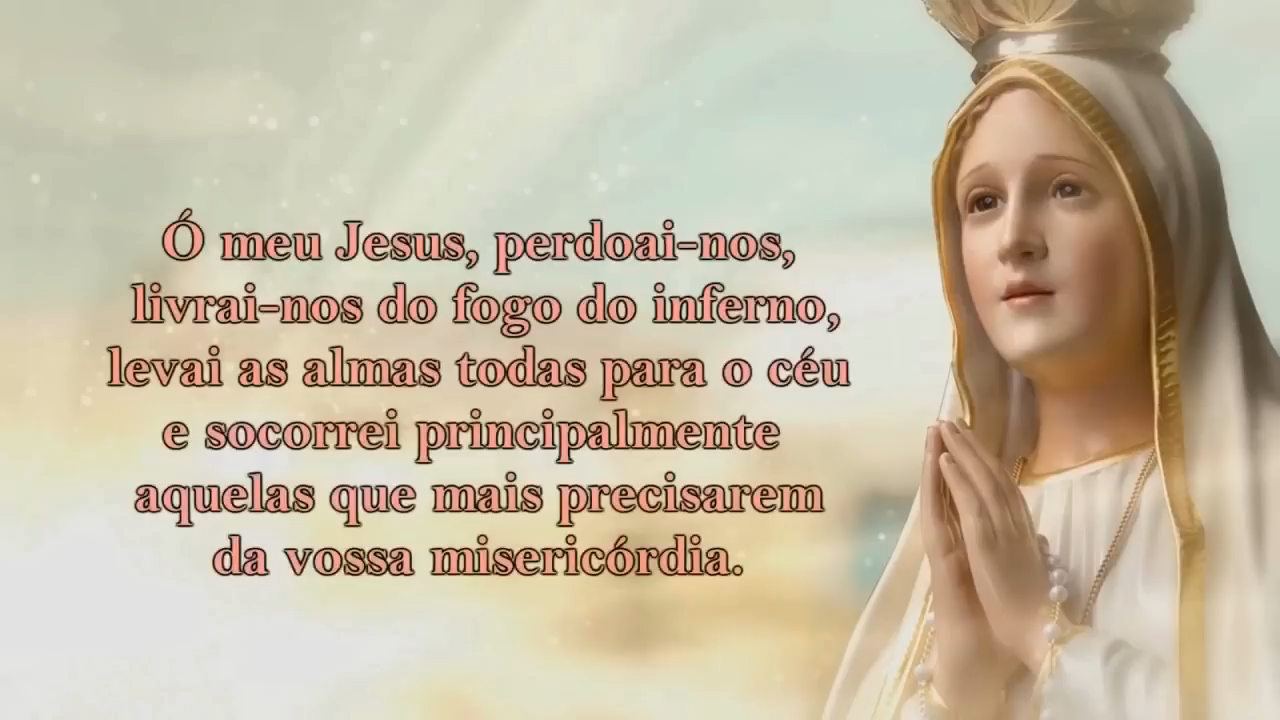 Ó meu Jesus, perdoai-nos,
livrai-nos do fogo do inferno,
levai as almas todas para o céu
e socorrei principalmente
aquelas que mais precisarem
da vossa misericórdia.